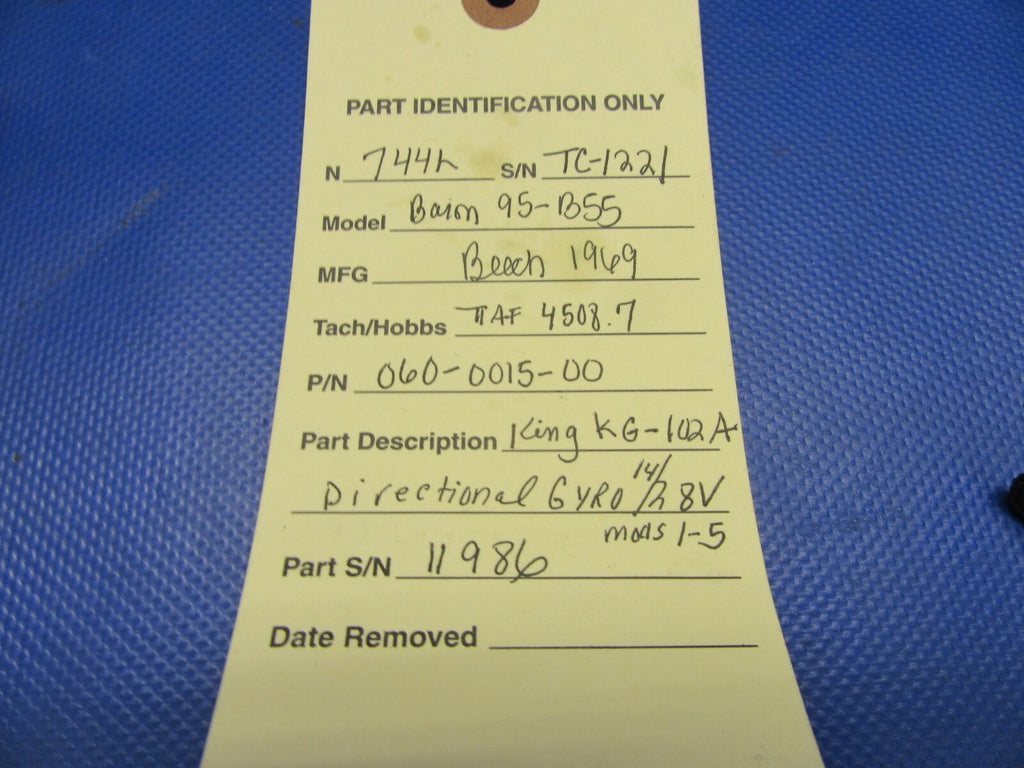 PART IDENTIFICATION ONLY
N 744h S/N TC-1221
Model Baron 95-B55
MFG Beech 1969
Tach/Hobbs TTAF 4508.7
P/N 060-0015-00
Part Description King KG-102A
Directional GYRO 14/28V
mods 1-5
Part S/N 11986
Date Removed